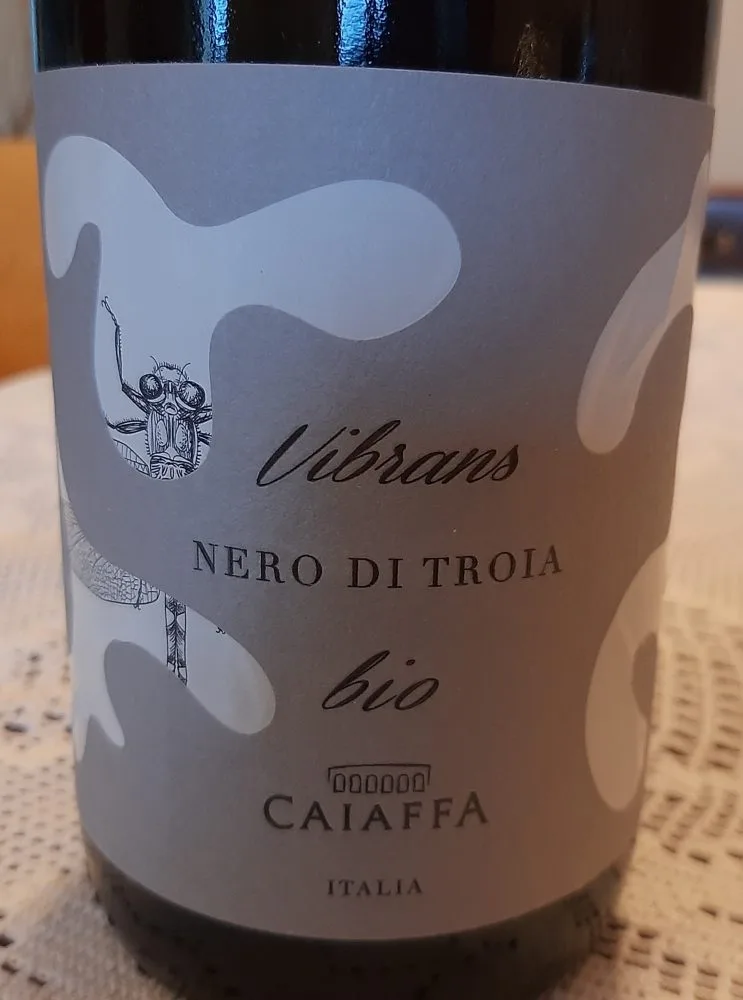 Vibrans
NERO DI TROIA
bio
CAIAFFA
ITALIA